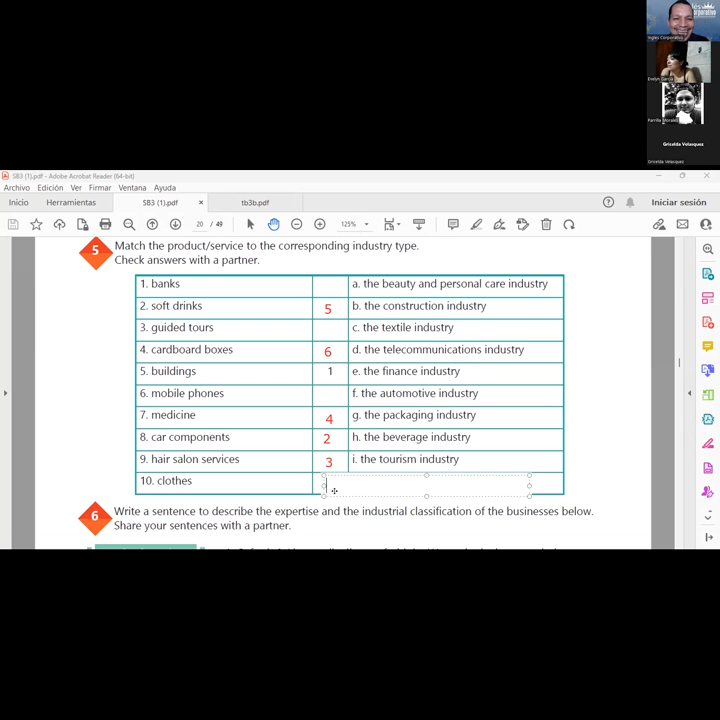 Inglés Corporativo
Evelyn Garcia
Griselda Velasquez
SB3 (1).pdf - Adobe Acrobat Reader (64-bit)
Archivo Edición Ver Firmar Ventana Ayuda
Inicio Herramientas SB3 (1).pdf × tb3b.pdf Iniciar sesión
20 / 49 125%
5 Match the product/service to the corresponding industry type.
Check answers with a partner.
1. banks a. the beauty and personal care industry
2. soft drinks 5 b. the construction industry
3. guided tours c. the textile industry
4. cardboard boxes 6 d. the telecommunications industry
5. buildings 1 e. the finance industry
6. mobile phones f. the automotive industry
7. medicine 4 g. the packaging industry
8. car components 2 h. the beverage industry
9. hair salon services 3 i. the tourism industry
10. clothes
6 Write a sentence to describe the expertise and the industrial classification of the businesses below.
Share your sentences with a partner.